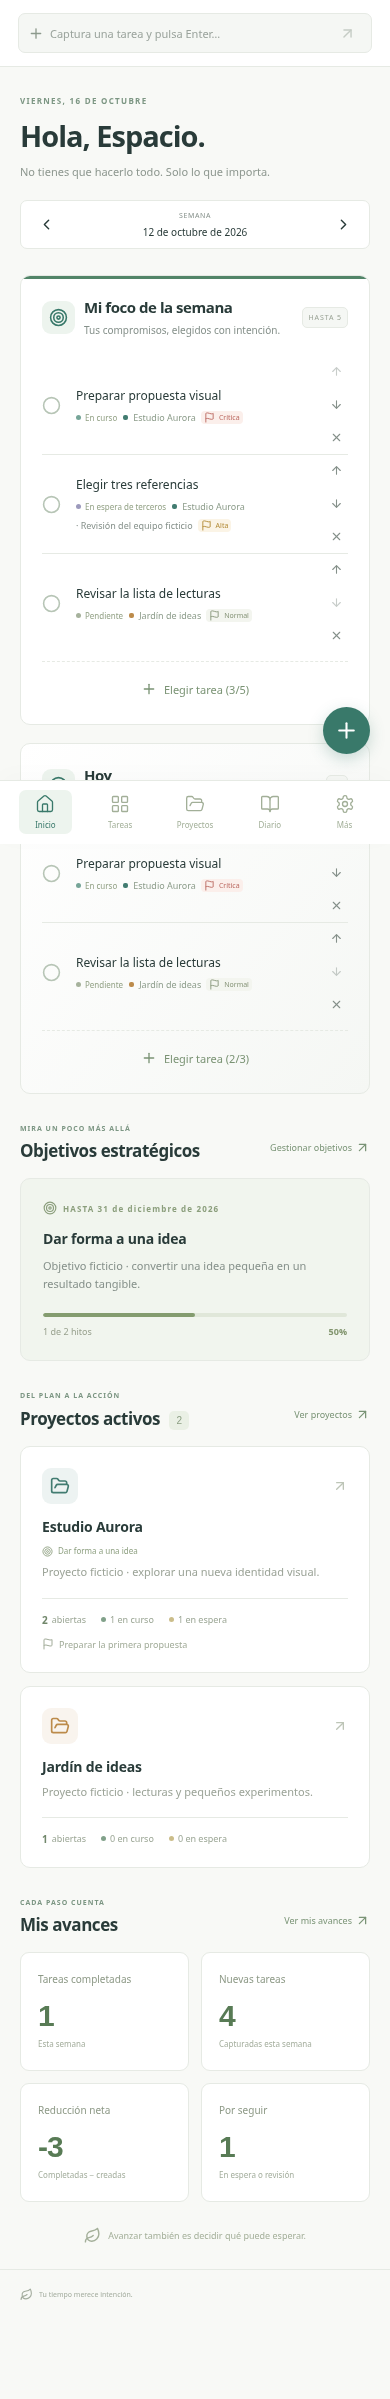 Captura una tarea y pulsa Enter...
VIERNES, 16 DE OCTUBRE
Hola, Espacio.
No tienes que hacerlo todo. Solo lo que importa.
SEMANA
12 de octubre de 2026
Mi foco de la semana
HASTA 5
Tus compromisos, elegidos con intención.
Preparar propuesta visual
En curso Estudio Aurora Crítica
Elegir tres referencias
En espera de terceros Estudio Aurora
· Revisión del equipo ficticio Alta
Revisar la lista de lecturas
Pendiente Jardín de ideas Normal
Elegir tarea (3/5)
Hoy
Inicio Tareas Proyectos Diario Más
Preparar propuesta visual
En curso Estudio Aurora Crítica
Revisar la lista de lecturas
Pendiente Jardín de ideas Normal
Elegir tarea (2/3)
MIRA UN POCO MÁS ALLÁ
Objetivos estratégicos
Gestionar objetivos
HASTA 31 de diciembre de 2026
Dar forma a una idea
Objetivo ficticio · convertir una idea pequeña en un
resultado tangible.
1 de 2 hitos 50%
DEL PLAN A LA ACCIÓN
Proyectos activos 2
Ver proyectos
Estudio Aurora
Dar forma a una idea
Proyecto ficticio · explorar una nueva identidad visual.
2 abiertas 1 en curso 1 en espera
Preparar la primera propuesta
Jardín de ideas
Proyecto ficticio · lecturas y pequeños experimentos.
1 abiertas 0 en curso 0 en espera
CADA PASO CUENTA
Mis avances
Ver mis avances
Tareas completadas
1
Esta semana
Nuevas tareas
4
Capturadas esta semana
Reducción neta
-3
Completadas – creadas
Por seguir
1
En espera o revisión
Avanzar también es decidir qué puede esperar.
Tu tiempo merece intención.